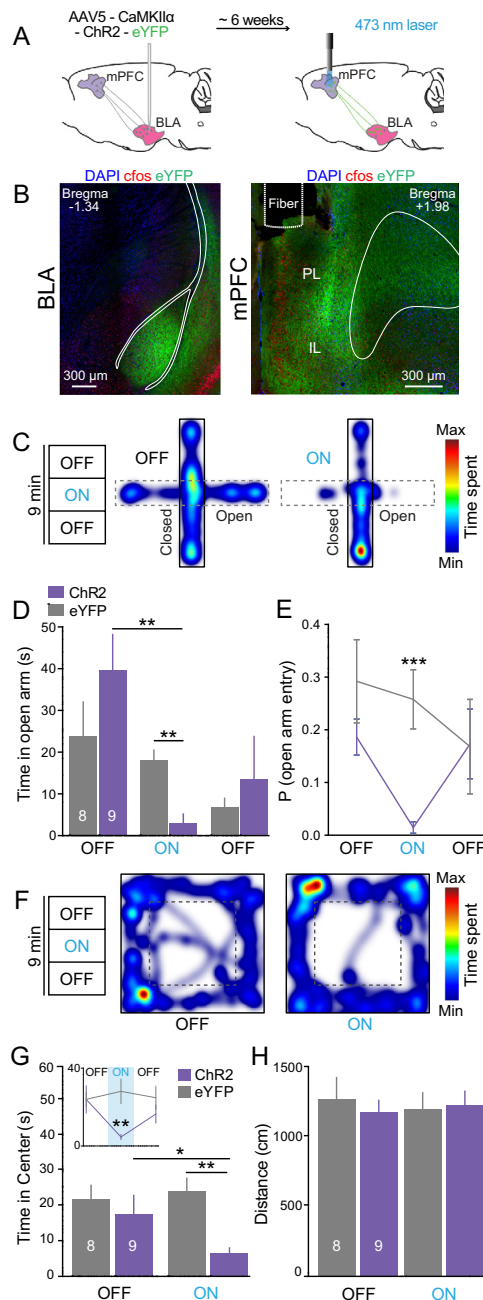 A
AAV5 - CaMKIIα
- ChR2 - eYFP
~ 6 weeks
473 nm laser
mPFC
BLA
mPFC
BLA
B
DAPI cfos eYFP
Bregma
-1.34
BLA
300 µm
DAPI cfos eYFP
Bregma
+1.98
Fiber
mPFC
PL
IL
300 µm
C
9 min
OFF
ON
OFF
OFF
Closed
Open
ON
Closed
Open
Max
Time spent
Min
D
ChR2
eYFP
Time in open arm (s)
50
40
30
20
10
0
**
**
8
9
OFF
ON
OFF
E
P (open arm entry)
0.4
0.3
0.2
0.1
0.0
***
OFF
ON
OFF
F
9 min
OFF
ON
OFF
OFF
ON
Max
Time spent
Min
G
Time in Center (s)
60
50
40
30
20
10
0
40
0
OFF
ON
OFF
**
ChR2
eYFP
*
**
8
9
OFF
ON
H
Distance (cm)
1500
1000
500
0
8
9
OFF
ON